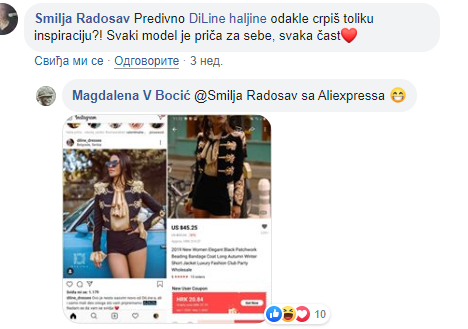 Smilja Radosav Predivno DiLine haljine odakle crpiš toliku
inspiraciju?! Svaki model je priča za sebe, svaka čast❤️
Свиђа ми се · Одговорите · 3 нед.
Magdalena V Bocić @Smilja Radosav sa Aliexpressa 😁
Instagram
diline_dresses
Belgrade, Serbia
US $45.25
2019 New Women Elegant Black Patchwork
Beading Bandage Coat Long Autumn Winter
Short Jacket Luxury Fashion Club Party
Wholesale
New User Coupon
HRK 25.84
Get Now
10